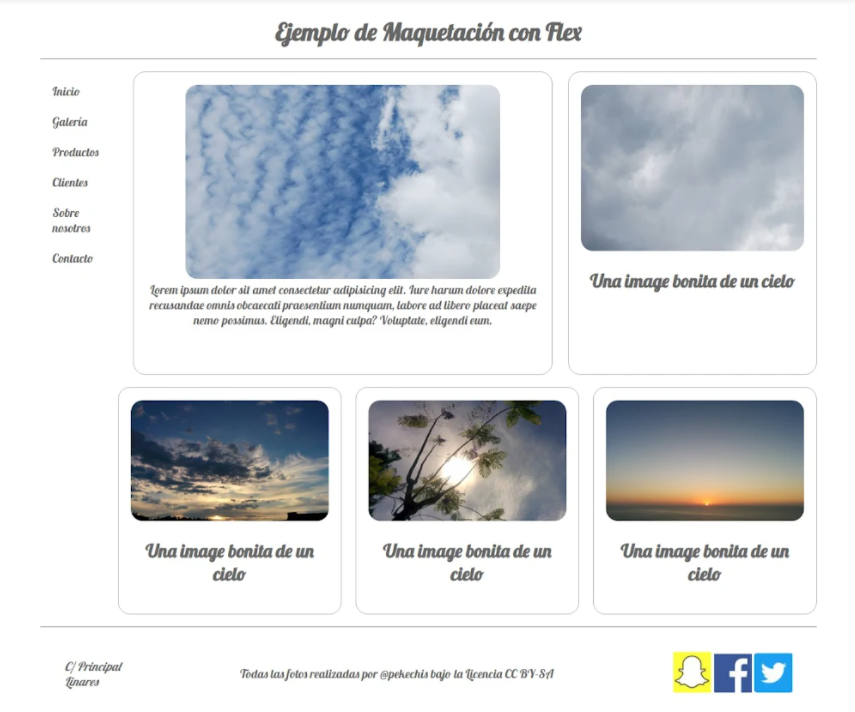 Ejemplo de Maquetación con Flex
Inicio
Galería
Productos
Clientes
Sobre
nosotros
Contacto
Lorem ipsum dolor sit amet consectetur adipisicing elit. Iure harum dolore expedita
recusandae omnis obcaecati praesentium numquam, labore ad libero placeat saepe
nemo possimus. Eligendi, magni culpa? Voluptate, eligendi eum.
Una image bonita de un cielo
Una image bonita de un
cielo
Una image bonita de un
cielo
Una image bonita de un
cielo
C/ Principal
Linares
Todas las fotos realizadas por @pekechis bajo la Licencia CC BY-SA